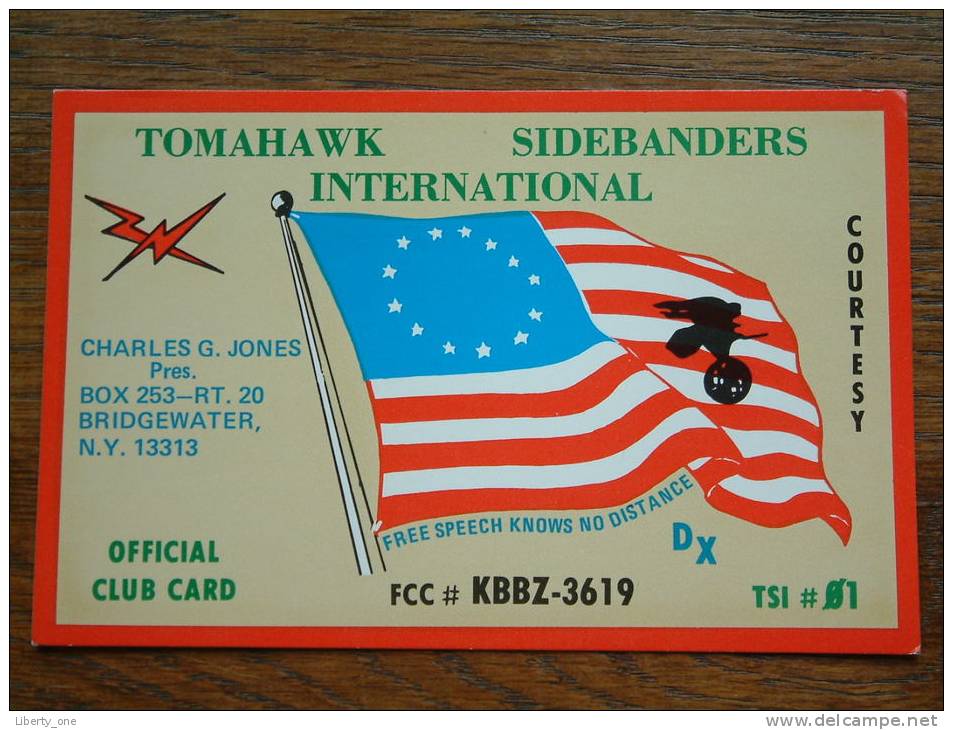 TOMAHAWK SIDEBANDERS
INTERNATIONAL
COURTESY
CHARLES G. JONES
Pres.
BOX 253—RT. 20
BRIDGEWATER,
N.Y. 13313
FREE SPEECH KNOWS NO DISTANCE
DX
OFFICIAL
CLUB CARD
FCC # KBBZ-3619
TSI # Ø1
Liberty_one
www.delcampe.net